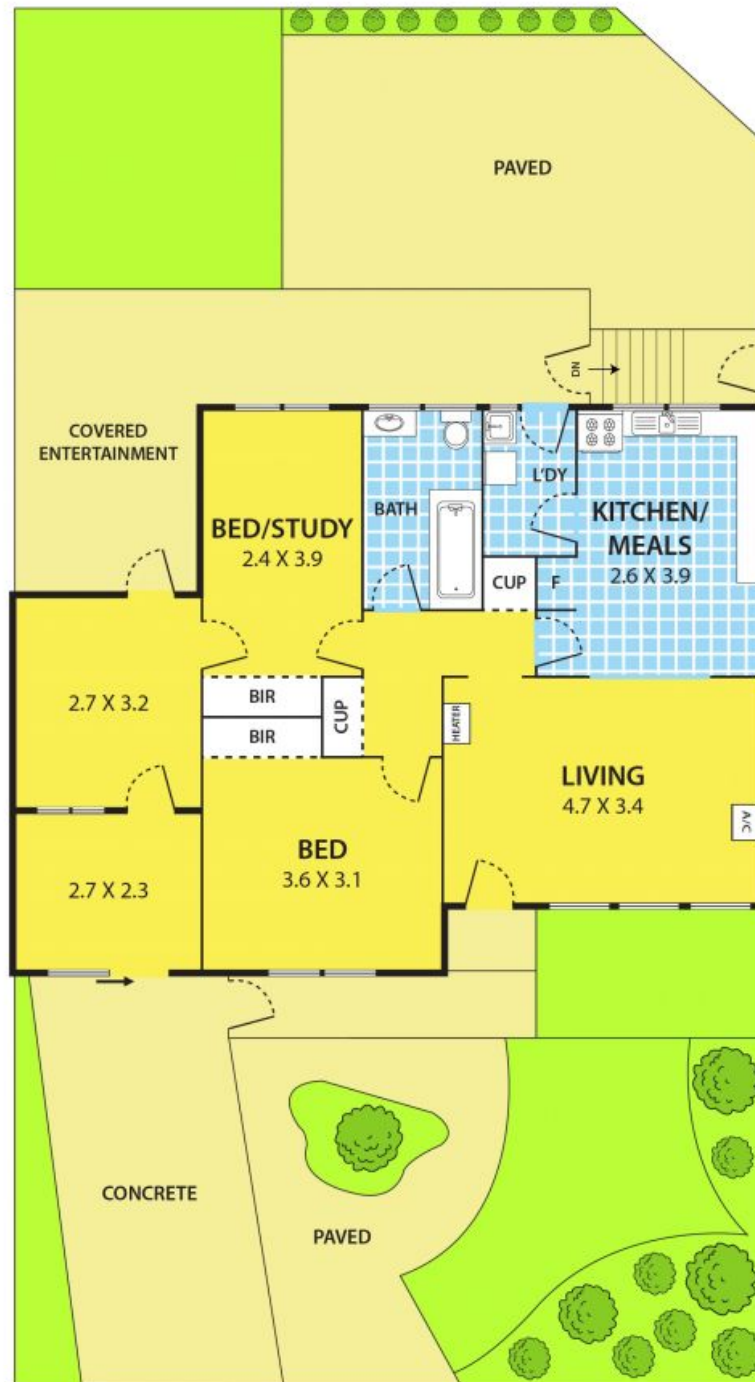 PAVED
DN
COVERED
ENTERTAINMENT
BED/STUDY
2.4 X 3.9
BATH
L'DY
KITCHEN/
MEALS
2.6 X 3.9
CUP
F
2.7 X 3.2
BIR
BIR
CUP
HEATER
LIVING
4.7 X 3.4
A/C
BED
3.6 X 3.1
2.7 X 2.3
CONCRETE
PAVED